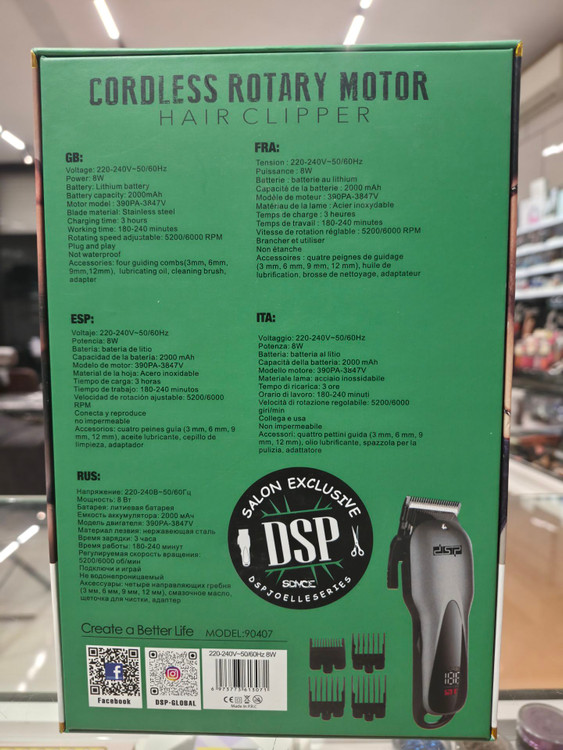 CORDLESS ROTARY MOTOR
HAIR CLIPPER
GB:
Voltage: 220-240V~50/60Hz
Power: 8W
Battery: Lithium battery
Battery capacity: 2000mAH
Motor model : 390PA-3847V
Blade material: Stainless steel
Charging time: 3 hours
Working time: 180-240 minutes
Rotating speed adjustable: 5200/6000 RPM
Plug and play
Not waterproof
Accessories: four guiding combs(3mm, 6mm,
9mm,12mm), lubricating oil, cleaning brush,
adapter
FRA:
Tension : 220-240V~50/60Hz
Puissance : 8W
Batterie : batterie au lithium
Capacité de la batterie : 2000 mAh
Modèle de moteur : 390PA-3847V
Matériau de la lame : Acier inoxydable
Temps de charge : 3 heures
Temps de travail : 180-240 minutes
Vitesse de rotation réglable : 5200/6000 RPM
Brancher et utiliser
Non étanche
Accessoires : quatre peignes de guidage
(3 mm, 6 mm, 9 mm, 12 mm), huile de
lubrification, brosse de nettoyage, adaptateur
ESP:
Voltaje: 220-240V~50/60Hz
Potencia: 8W
Batería: batería de litio
Capacidad de la batería: 2000 mAh
Modelo de motor: 390PA-3847V
Material de la hoja: Acero inoxidable
Tiempo de carga: 3 horas
Tiempo de trabajo: 180-240 minutos
Velocidad de rotación ajustable: 5200/6000
RPM
Conecta y reproduce
no impermeable
Accesorios: cuatro peines guía (3 mm, 6 mm, 9
mm, 12 mm), aceite lubricante, cepillo de
limpieza, adaptador
ITA:
Voltaggio: 220-240V~50/60Hz
Potenza: 8W
Batteria: batteria al litio
Capacità della batteria: 2000 mAh
Modello motore: 390PA-3847V
Materiale lama: acciaio inossidabile
Tempo di ricarica: 3 ore
Orario di lavoro: 180-240 minuti
Velocità di rotazione regolabile: 5200/6000
giri/min
Collega e usa
Non impermeabile
Accessori: quattro pettini guida (3 mm, 6 mm, 9
mm, 12 mm), olio lubrificante, spazzola per la
pulizia, adattatore
RUS:
Напряжение: 220-240В~50/60Гц
Мощность: 8 Вт
Батарея: литиевая батарея
Емкость аккумулятора: 2000 мАч
Модель двигателя: 390PA-3847V
Материал лезвия: нержавеющая сталь
Время зарядки: 3 часа
Время работы: 180-240 минут
Регулируемая скорость вращения:
5200/6000 об/мин
Подключи и играй
Не водонепроницаемый
Аксессуары: четыре направляющих гребня
(3 мм, 6 мм, 9 мм, 12 мм), смазочное масло,
щеточка для чистки, адаптер
SALON EXCLUSIVE
DSP
DSPJOELLESERIES
dsp
Create a Better Life MODEL:90407
220-240V~50/60Hz 8W
6 973773 613071
CE
Made in P.R.C
Facebook
DSP-GLOBAL